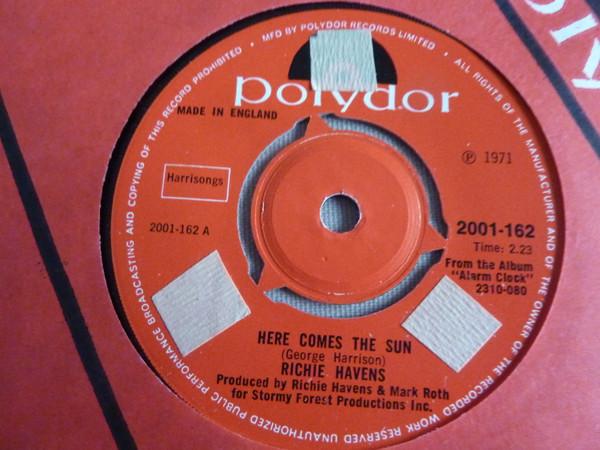 MFD BY POLYDOR RECORDS LIMITED • ALL RIGHTS OF THE MANUFACTURER AND OF THE OWNER OF THE RECORDED WORK RESERVED UNAUTHORIZED PUBLIC PERFORMANCE BROADCASTING AND COPYING OF THIS RECORD PROHIBITED •
polydor
MADE IN ENGLAND
℗ 1971
Harrisongs
2001-162 A
2001-162
Time: 2.23
From the Album
"Alarm Clock"
2310-080
HERE COMES THE SUN
(George Harrison)
RICHIE HAVENS
Produced by Richie Havens & Mark Roth
for Stormy Forest Productions Inc.